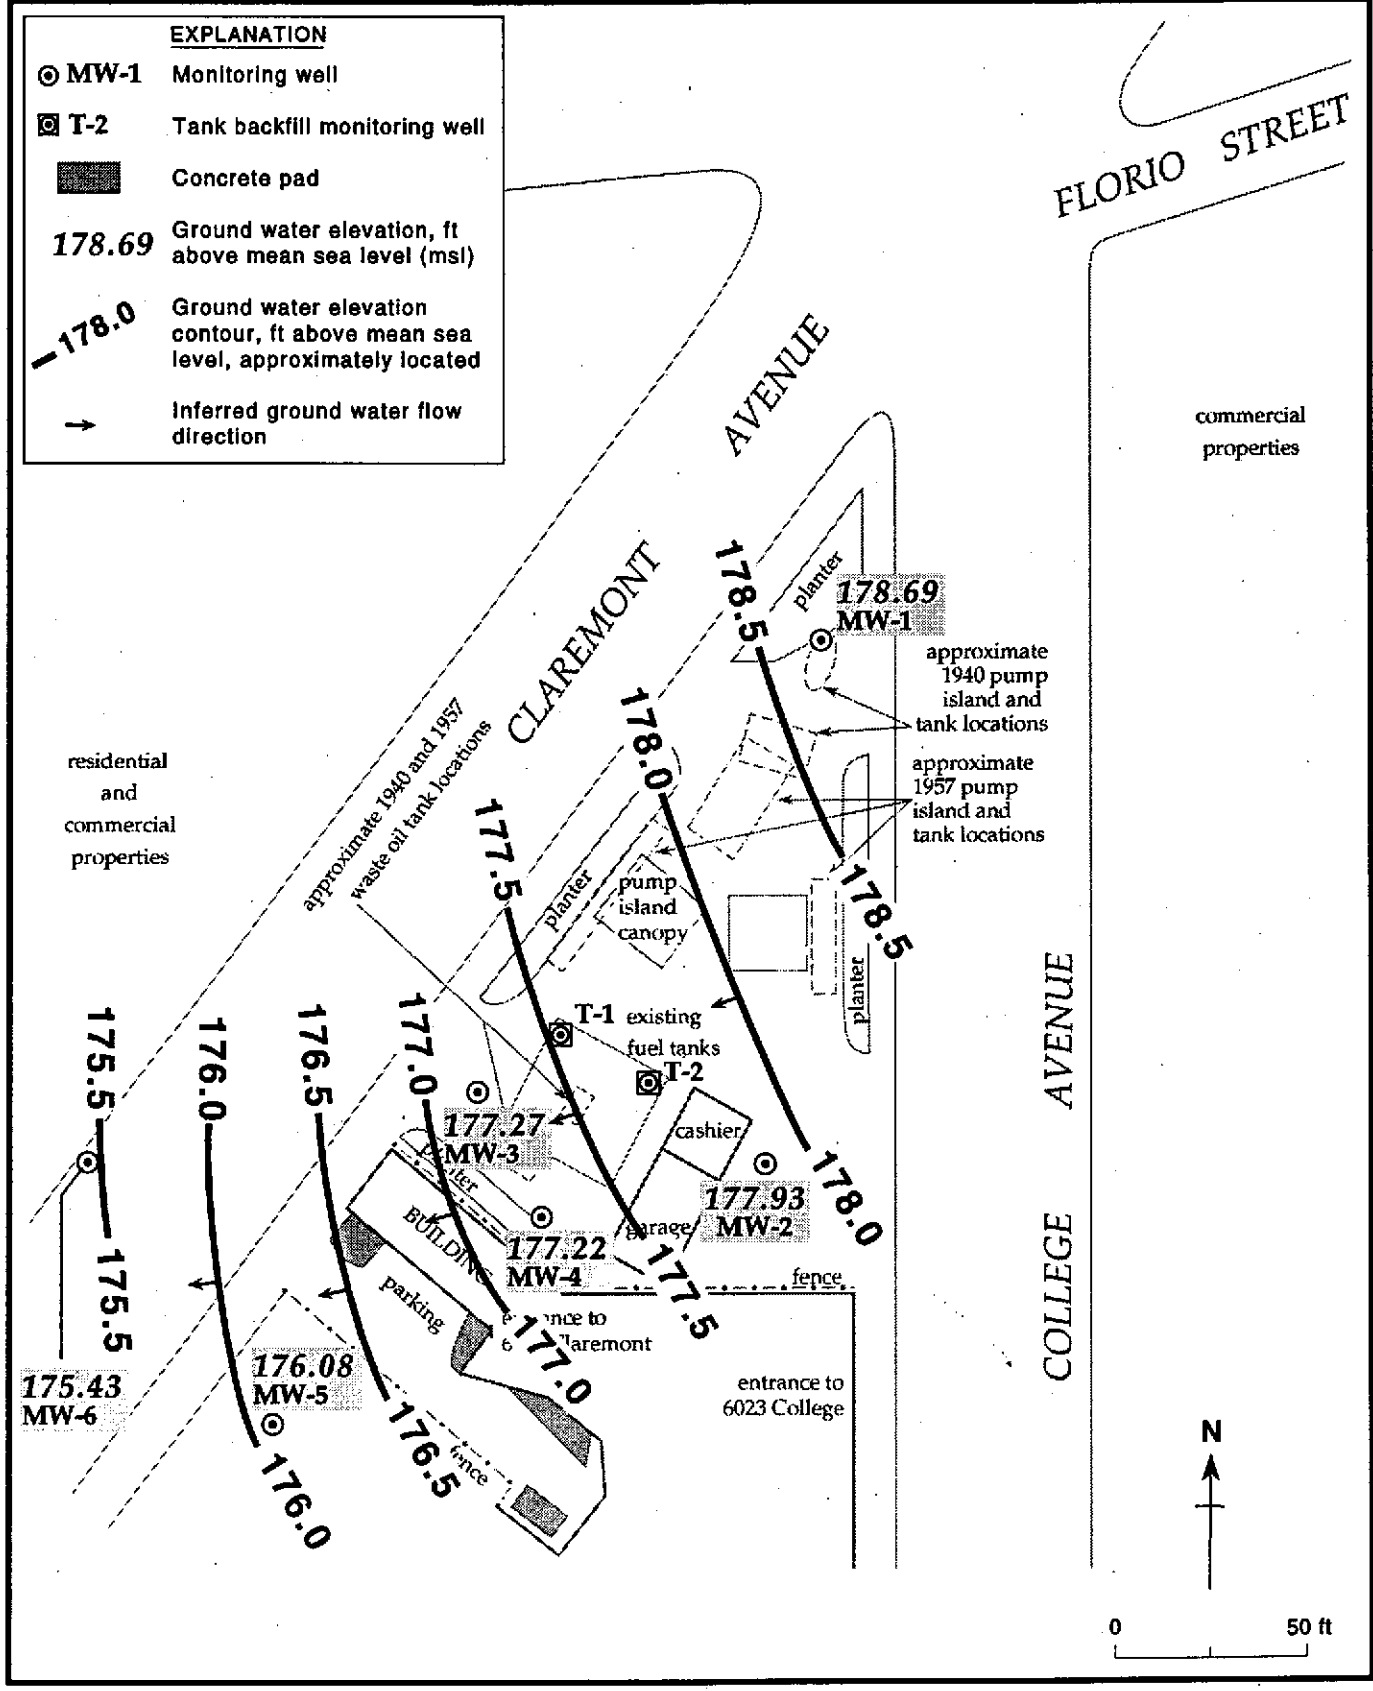 EXPLANATION
MW-1 Monitoring well
T-2 Tank backfill monitoring well
Concrete pad
178.69 Ground water elevation, ft
above mean sea level (msl)
178.0 Ground water elevation
contour, ft above mean sea
level, approximately located
Inferred ground water flow
direction
FLORIO STREET
CLAREMONT AVENUE
COLLEGE AVENUE
commercial
properties
residential
and
commercial
properties
approximate 1940 and 1957
waste oil tank locations
planter
178.69
MW-1
approximate
1940 pump
island and
tank locations
approximate
1957 pump
island and
tank locations
178.5
178.5
178.0
178.0
177.5
177.5
177.0
177.0
176.5
176.5
176.0
176.0
175.5
175.5
planter
pump
island
canopy
planter
T-1
existing
fuel tanks
T-2
cashier
177.27
MW-3
177.93
MW-2
garage
177.22
MW-4
BUILDING
parking
fence
entrance to
6023 College
176.08
MW-5
175.43
MW-6
N
0 50 ft